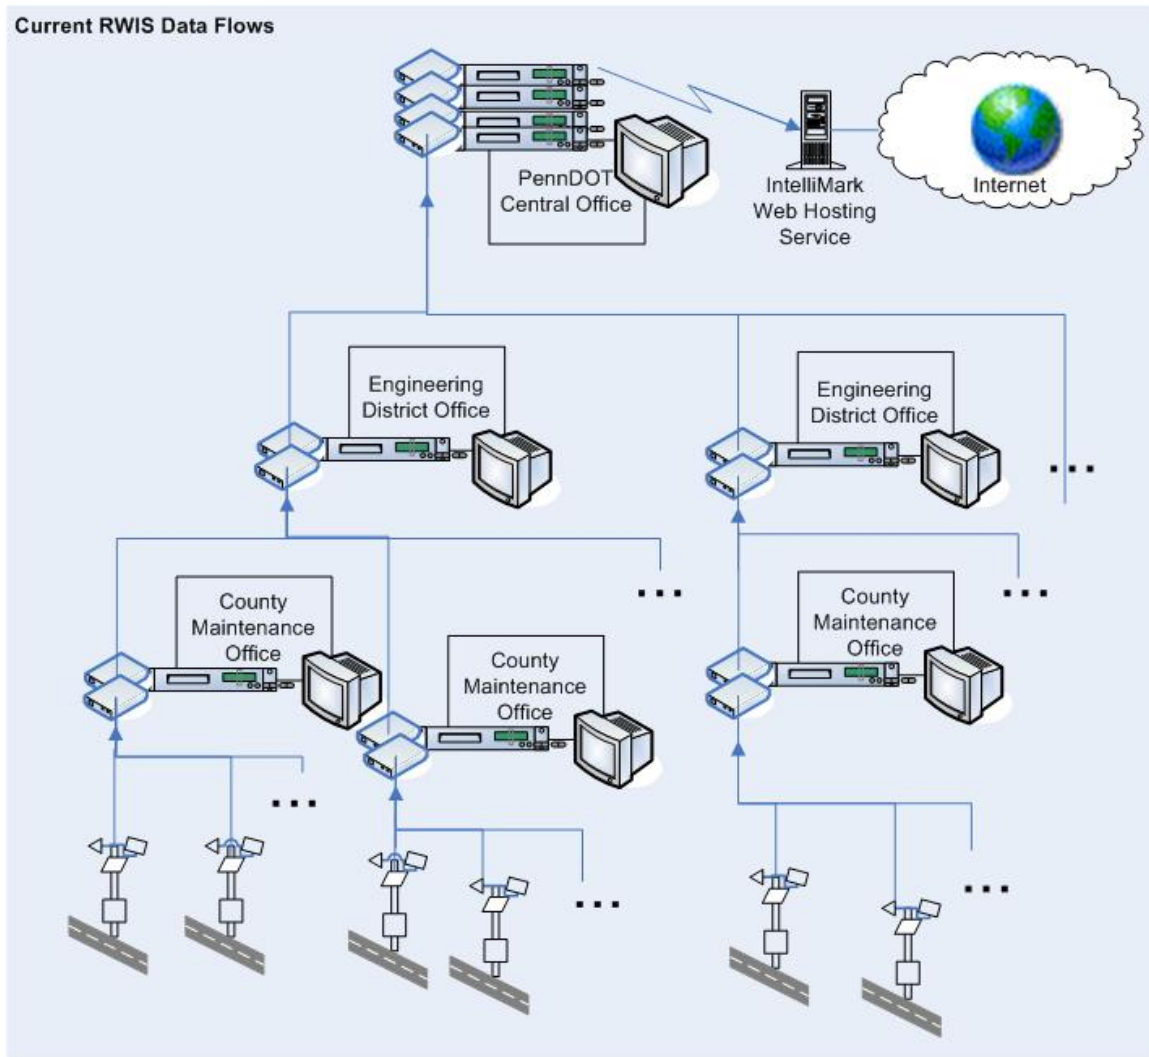 Current RWIS Data Flows
PennDOT
Central Office
IntelliMark
Web Hosting
Service
Internet
Engineering
District Office
Engineering
District Office
County
Maintenance
Office
County
Maintenance
Office
County
Maintenance
Office